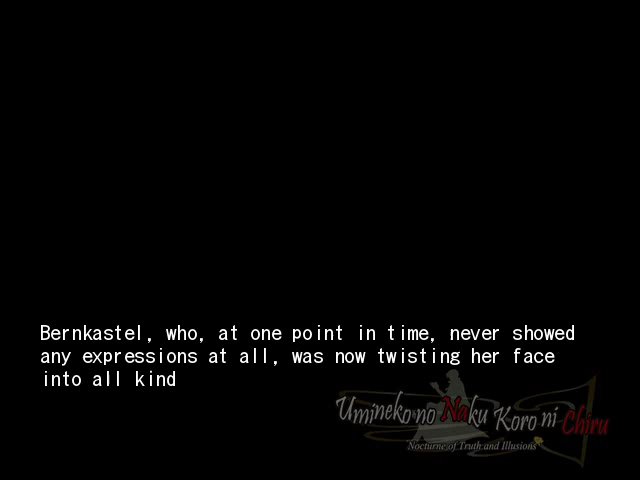 Bernkastel, who, at one point in time, never showed
any expressions at all, was now twisting her face
into all kind
Umineko no Naku Koro ni Chiru
Nocturne of Truth and Illusions